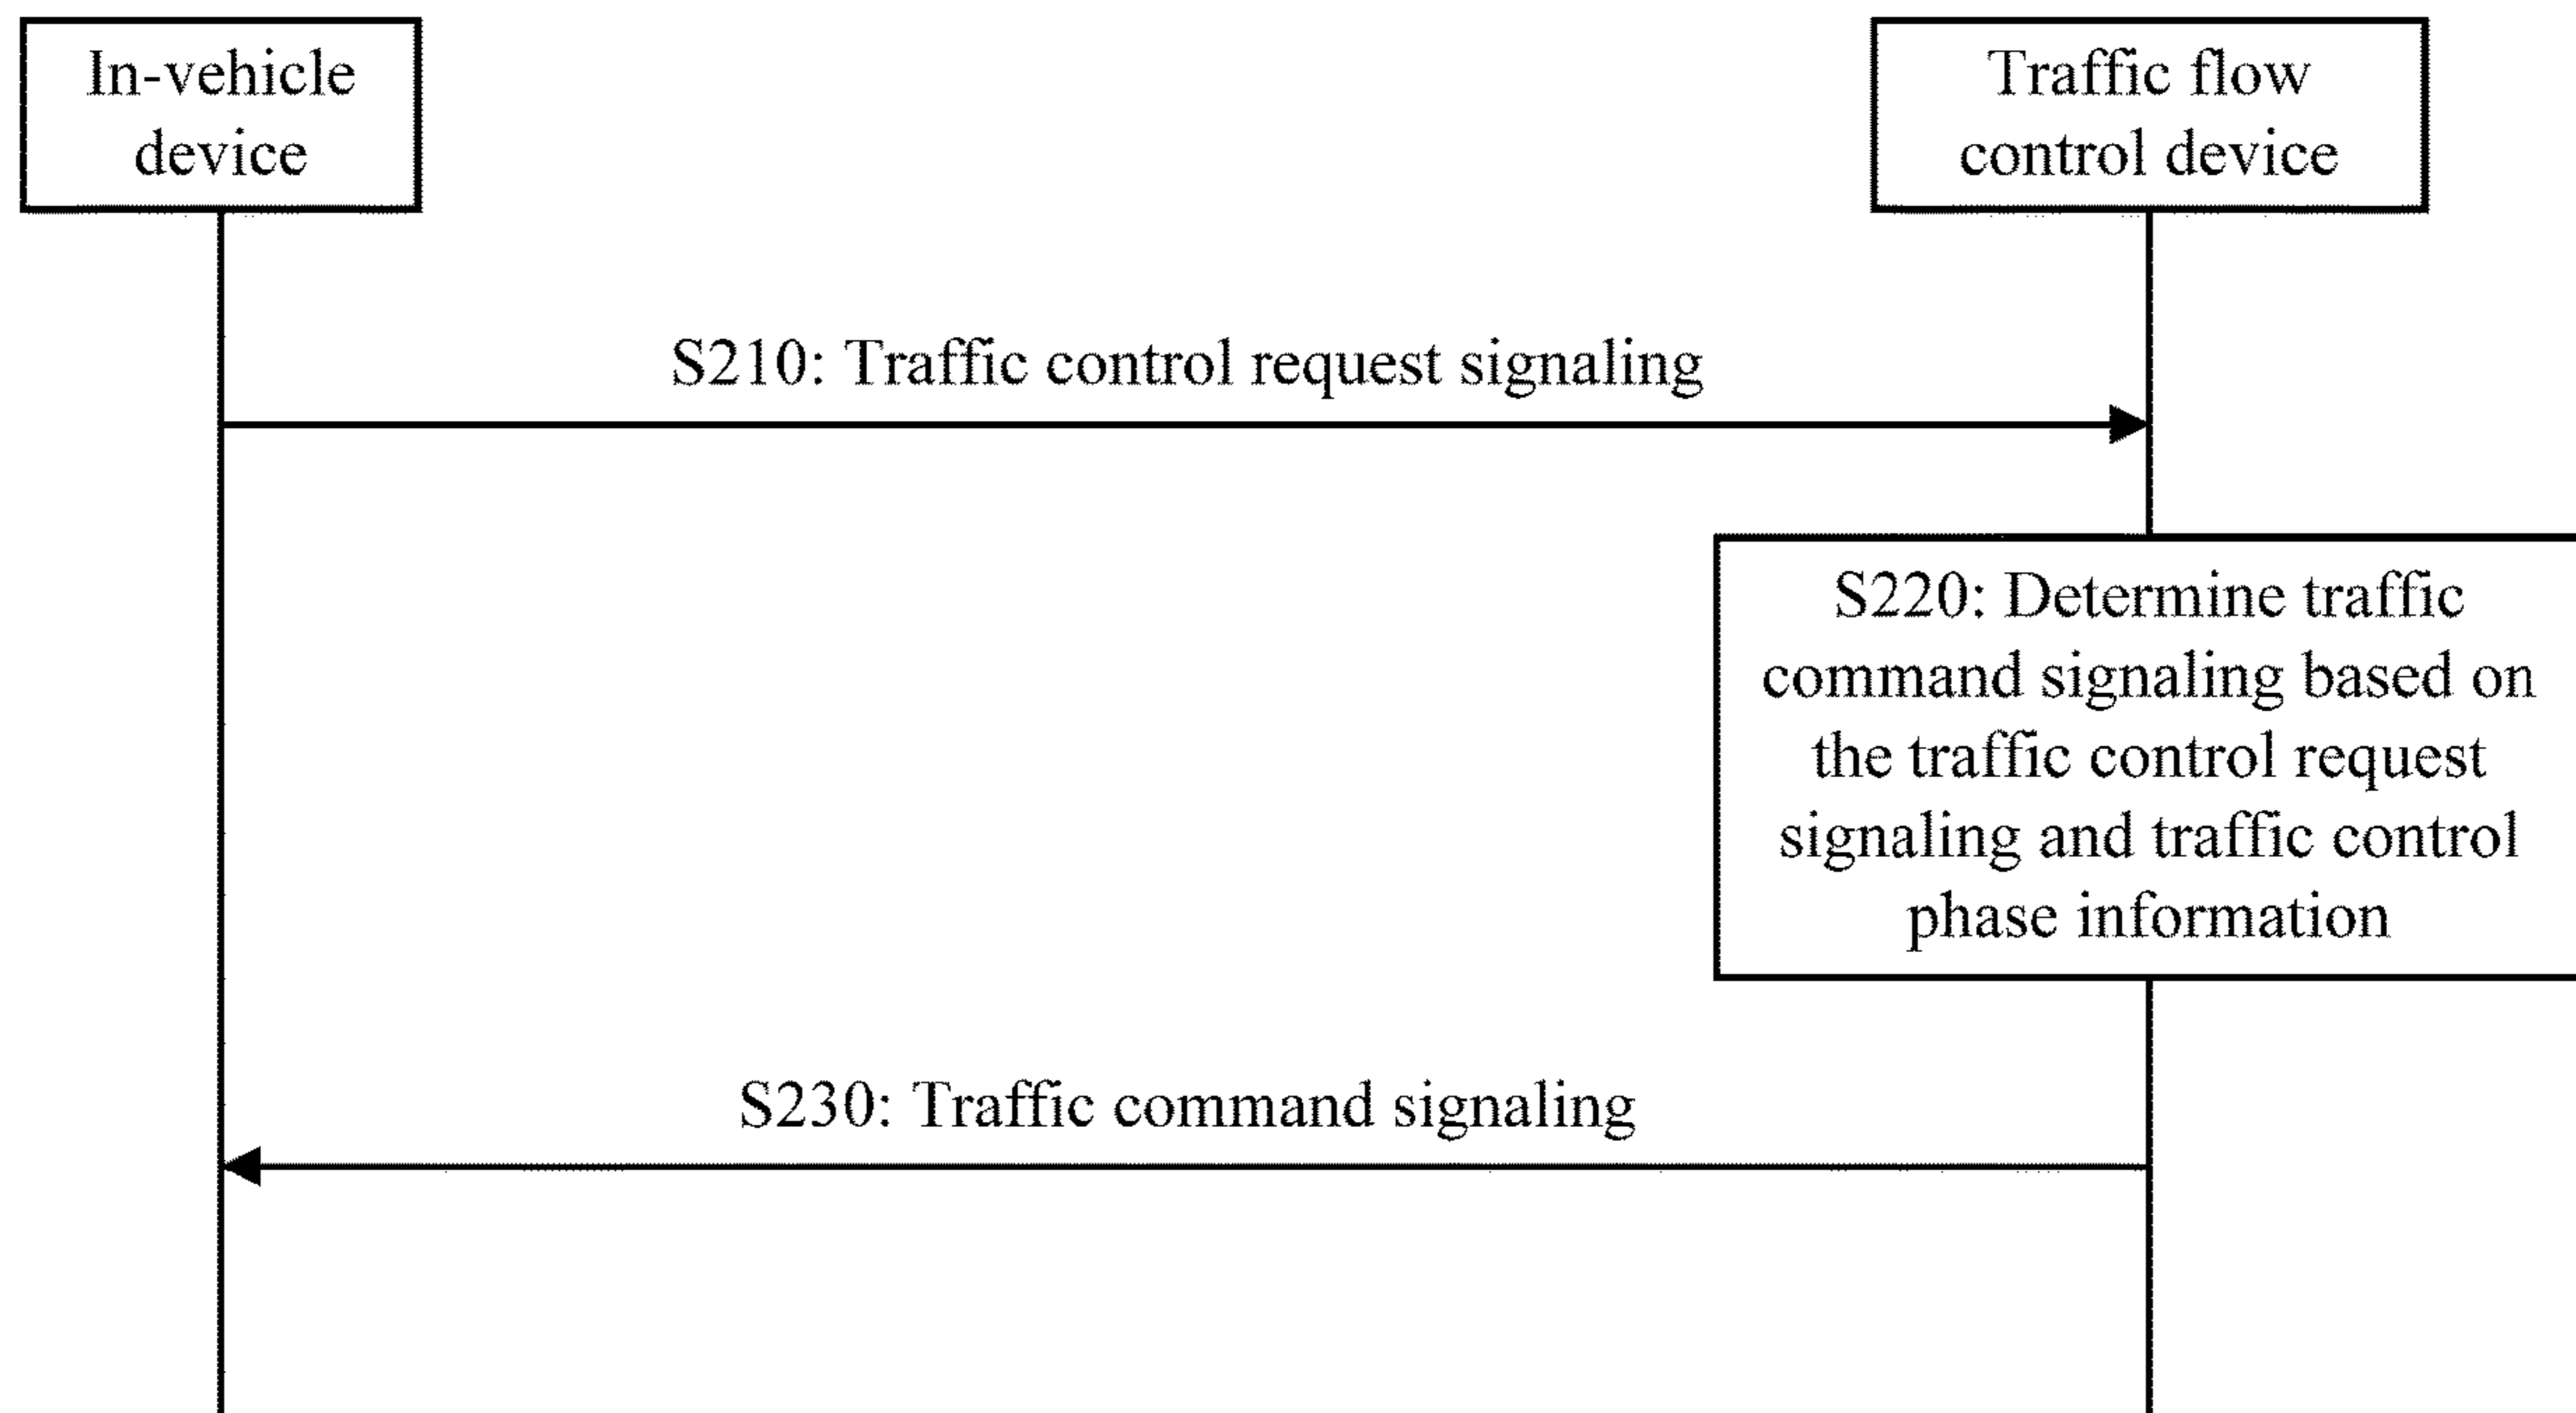 In-vehicle
device
Traffic flow
control device
S210: Traffic control request signaling
S220: Determine traffic
command signaling based on
the traffic control request
signaling and traffic control
phase information
S230: Traffic command signaling